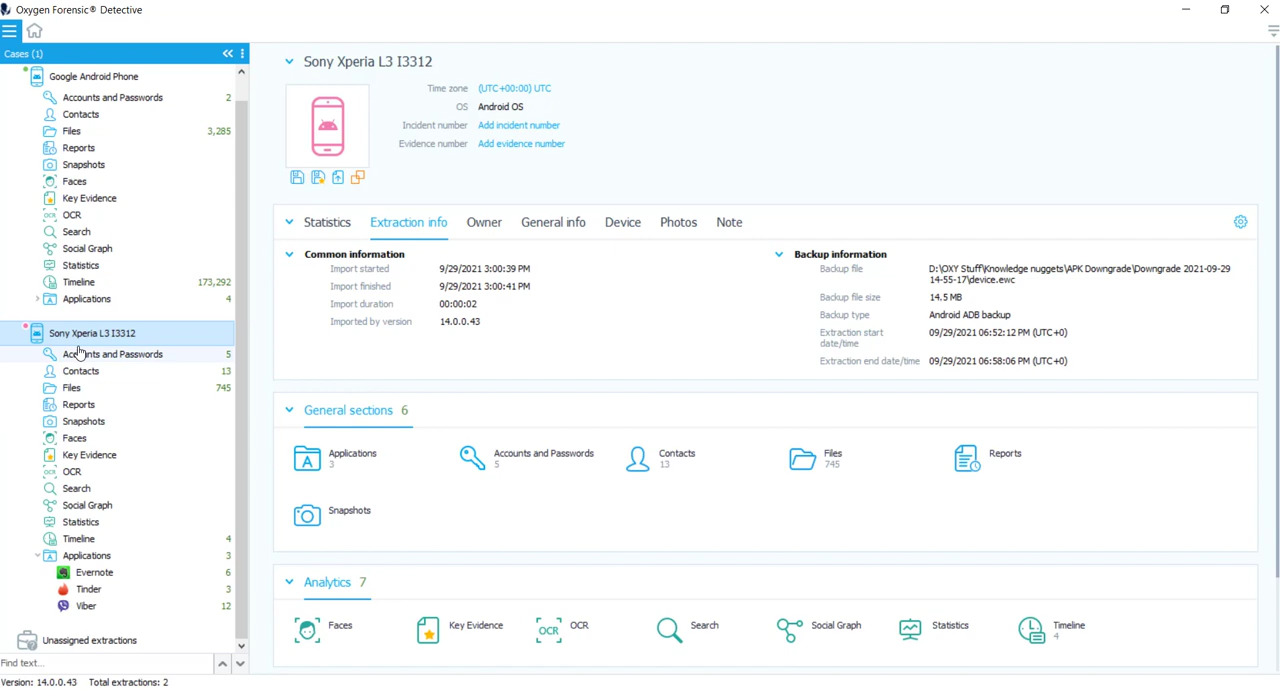 Oxygen Forensic® Detective
Cases (1)
Google Android Phone
Accounts and Passwords 2
Contacts
Files 3,285
Reports
Snapshots
Faces
Key Evidence
OCR OCR
Search
Social Graph
Statistics
Timeline 173,292
A Applications 4
Sony Xperia L3 I3312
Accounts and Passwords 5
Contacts 13
Files 745
Reports
Snapshots
Faces
Key Evidence
OCR OCR
Search
Social Graph
Statistics
Timeline 4
A Applications 3
Evernote 6
Tinder 3
Viber 12
Unassigned extractions
Find text...
Version: 14.0.0.43 Total extractions: 2
Sony Xperia L3 I3312
Time zone (UTC+00:00) UTC
OS Android OS
Incident number Add incident number
Evidence number Add evidence number
Statistics Extraction info Owner General info Device Photos Note
Common information
Import started 9/29/2021 3:00:39 PM
Import finished 9/29/2021 3:00:41 PM
Import duration 00:00:02
Imported by version 14.0.0.43
Backup information
Backup file D:\OXY Stuff\Knowledge nuggets\APK Downgrade\Downgrade 2021-09-29
14-55-17\device.ewc
Backup file size 14.5 MB
Backup type Android ADB backup
Extraction start
date/time 09/29/2021 06:52:12 PM (UTC+0)
Extraction end date/time 09/29/2021 06:58:06 PM (UTC+0)
General sections 6
A Applications
3
Accounts and Passwords
5
Contacts
13
Files
745
Reports
Snapshots
Analytics 7
Faces
Key Evidence
OCR OCR
Search
Social Graph
Statistics
Timeline
4